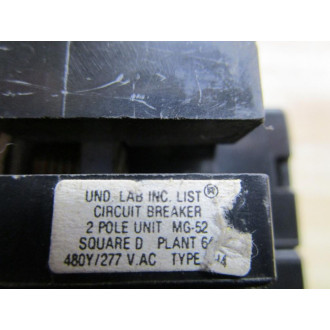 UND. LAB INC. LIST®
CIRCUIT BREAKER
2 POLE UNIT MG-52
SQUARE D PLANT 6
480Y/277 V.AC TYPE